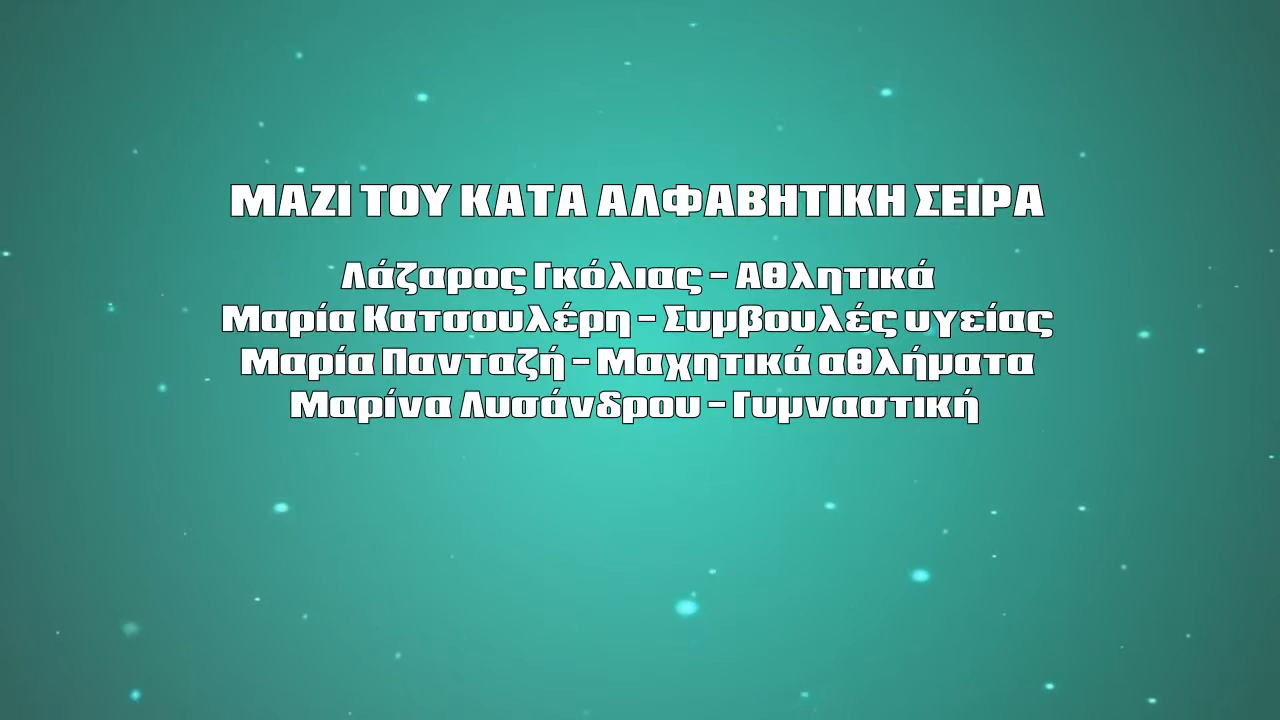 ΜΑΖΙ ΤΟΥ ΚΑΤΑ ΑΛΦΑΒΗΤΙΚΗ ΣΕΙΡΑ
Λάζαρος Γκόλιας - Αθλητικά
Μαρία Κατσουλέρη - Συμβουλές υγείας
Μαρία Πανταζή - Μαχητικά αθλήματα
Μαρίνα Λυσάνδρου - Γυμναστική